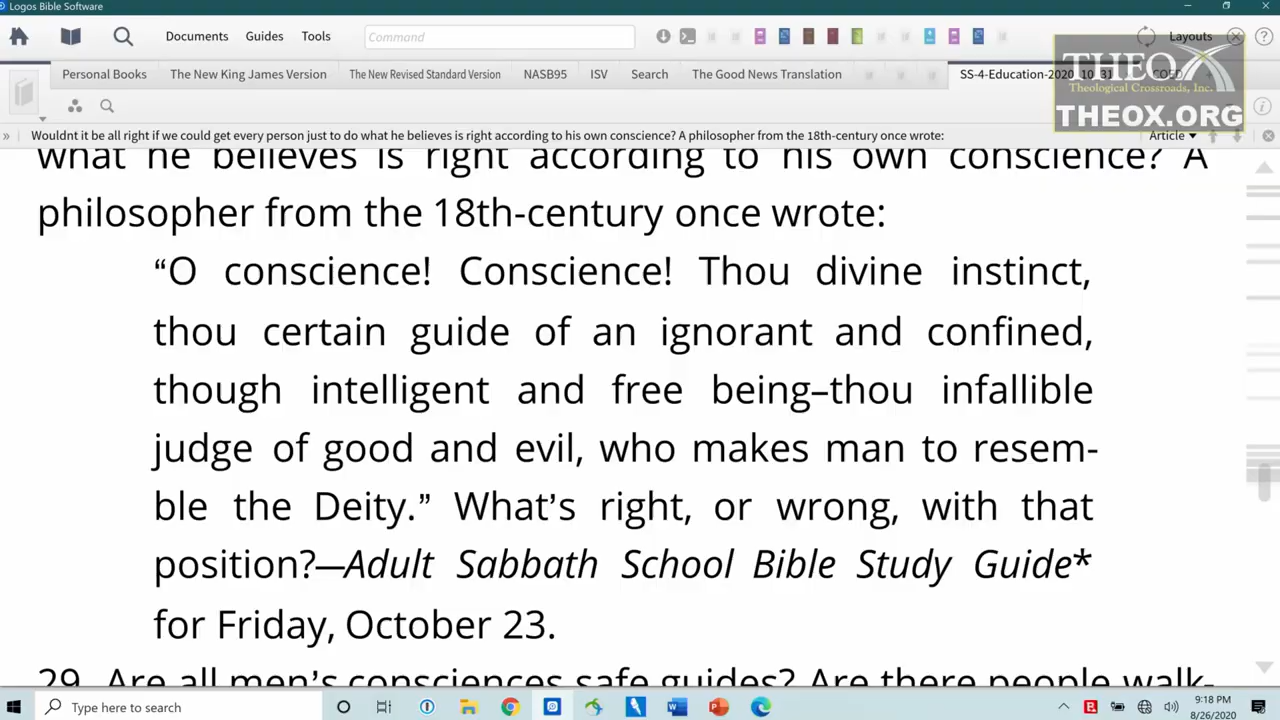 Logos Bible Software
Documents Guides Tools Command Layouts
Personal Books The New King James Version The New Revised Standard Version NASB95 ISV Search The Good News Translation SS-4-Education-2020
THEOX
Theological Crossroads, Inc.
THEOX.ORG
Wouldnt it be all right if we could get every person just to do what he believes is right according to his own conscience? A philosopher from the 18th-century once wrote: Article
what he believes is right according to his own conscience? A
philosopher from the 18th-century once wrote:
“O conscience! Conscience! Thou divine instinct,
thou certain guide of an ignorant and confined,
though intelligent and free being–thou infallible
judge of good and evil, who makes man to resem-
ble the Deity.” What’s right, or wrong, with that
position?—Adult Sabbath School Bible Study Guide*
for Friday, October 23.
29. Are all men’s consciences safe guides? Are there people walk-
Type here to search
9:18 PM
8/26/2020